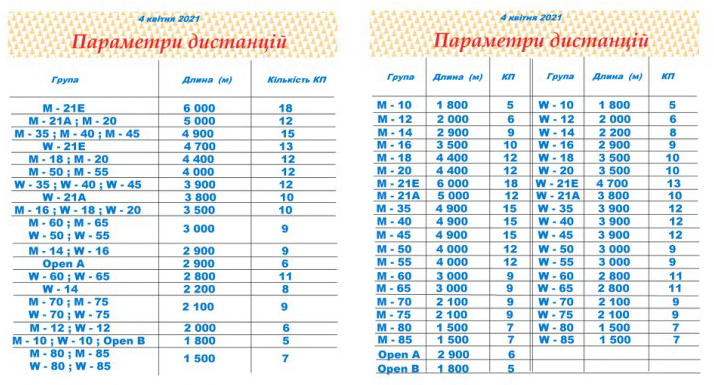 4 квітня 2021
Параметри дистанцій
Група Длина (м) Кількість КП
M - 21E 6 000 18
M - 21A ; M - 20 5 000 12
M - 35 ; M - 40 ; M - 45 4 900 15
W - 21E 4 700 13
M - 18 ; M - 20 4 400 12
M - 50 ; M - 55 4 000 12
W - 35 ; W - 40 ; W - 45 3 900 12
W - 21A 3 800 10
M - 16 ; W - 18 ; W - 20 3 500 10
M - 60 ; M - 65
W - 50 ; W - 55 3 000 9
M - 14 ; W - 16 2 900 9
Open A 2 900 6
W - 60 ; W - 65 2 800 11
W - 14 2 200 8
M - 70 ; M - 75
W - 70 ; W - 75 2 100 9
M - 12 ; W - 12 2 000 6
M - 10 ; W - 10 ; Open B 1 800 5
M - 80 ; M - 85
W - 80 ; W - 85 1 500 7
4 квітня 2021
Параметри дистанцій
Група Длина (м) КП Група Длина (м) КП
M - 10 1 800 5 W - 10 1 800 5
M - 12 2 000 6 W - 12 2 000 6
M - 14 2 900 9 W - 14 2 200 8
M - 16 3 500 10 W - 16 2 900 9
M - 18 4 400 12 W - 18 3 500 10
M - 20 4 400 12 W - 20 3 500 10
M - 21E 6 000 18 W - 21E 4 700 13
M - 21A 5 000 12 W - 21A 3 800 10
M - 35 4 900 15 W - 35 3 900 12
M - 40 4 900 15 W - 40 3 900 12
M - 45 4 900 15 W - 45 3 900 12
M - 50 4 000 12 W - 50 3 000 9
M - 55 4 000 12 W - 55 3 000 9
M - 60 3 000 9 W - 60 2 800 11
M - 65 3 000 9 W - 65 2 800 11
M - 70 2 100 9 W - 70 2 100 9
M - 75 2 100 9 W - 75 2 100 9
M - 80 1 500 7 W - 80 1 500 7
M - 85 1 500 7 W - 85 1 500 7
Open A 2 900 6
Open B 1 800 5